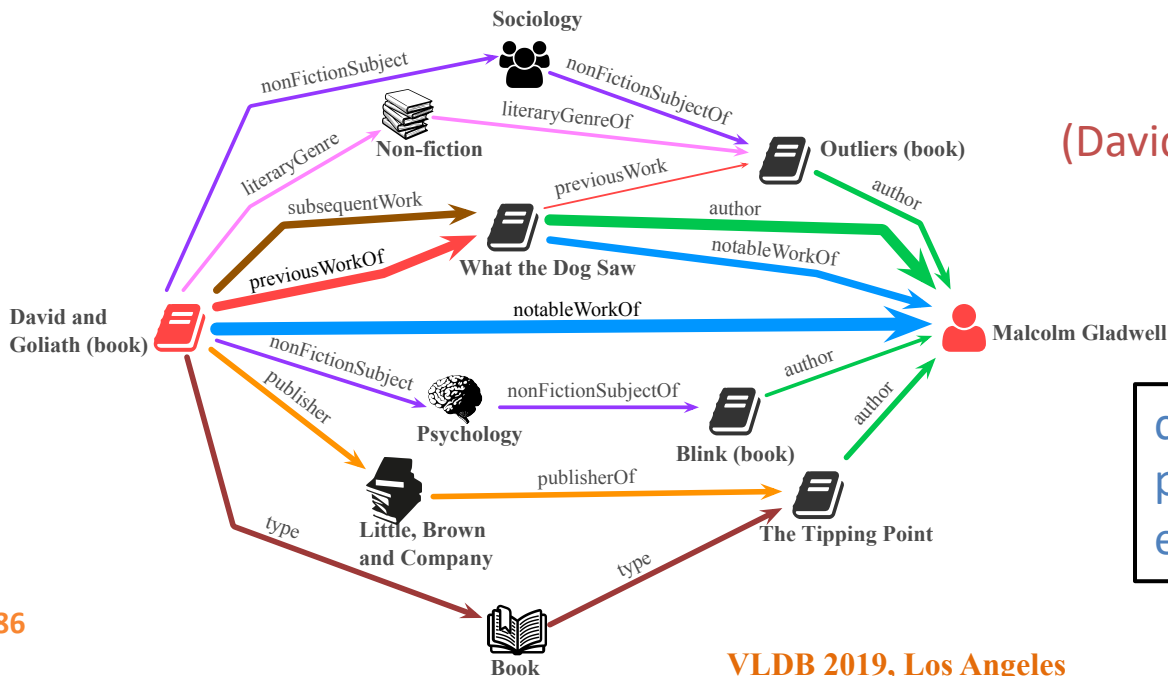 Sociology
nonFictionSubject
nonFictionSubjectOf
literaryGenreOf
Non-fiction
literaryGenre
Outliers (book)
(David
previousWork
author
subsequentWork
author
notableWorkOf
What the Dog Saw
previousWorkOf
notableWorkOf
David and
Goliath (book)
Malcolm Gladwell
nonFictionSubject
author
publisher
nonFictionSubjectOf
author
Psychology
Blink (book)
publisherOf
type
Little, Brown
and Company
The Tipping Point
type
p
e
86
Book
VLDB 2019, Los Angeles